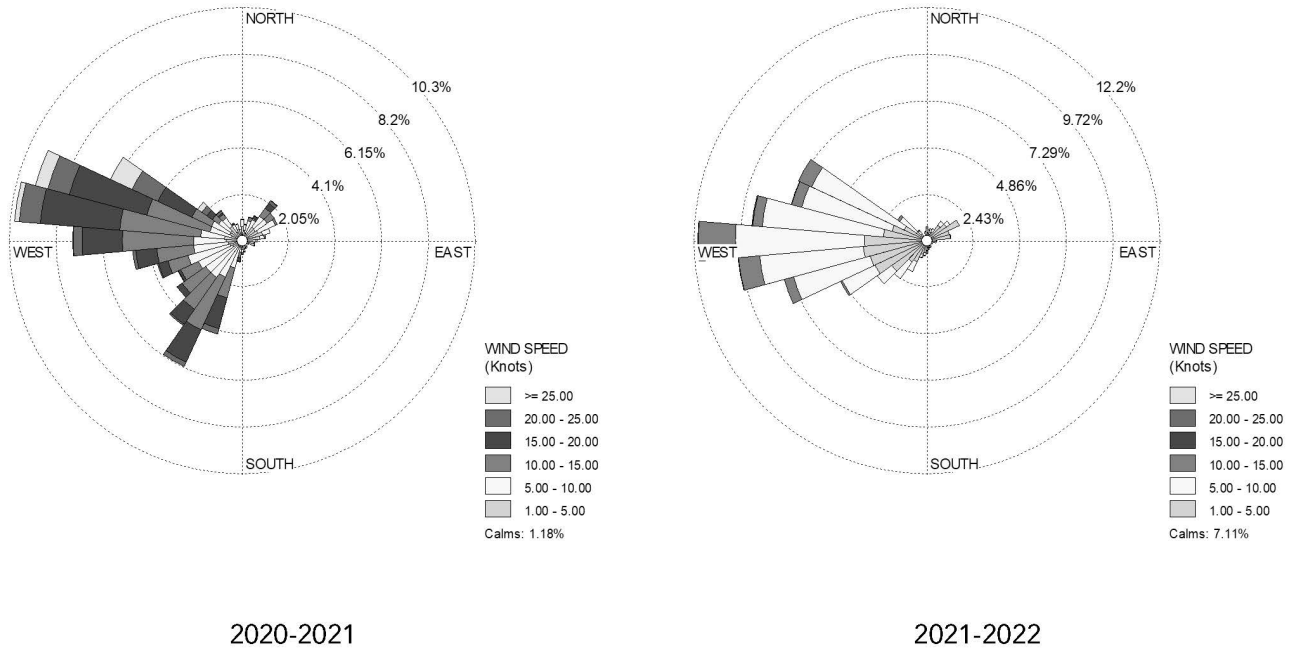 NORTH
10.3%
8.2%
6.15%
4.1%
2.05%
WEST
EAST
SOUTH
WIND SPEED
(Knots)
>= 25.00
20.00 - 25.00
15.00 - 20.00
10.00 - 15.00
5.00 - 10.00
1.00 - 5.00
Calms: 1.18%
2020-2021
NORTH
12.2%
9.72%
7.29%
4.86%
2.43%
WEST
EAST
SOUTH
WIND SPEED
(Knots)
>= 25.00
20.00 - 25.00
15.00 - 20.00
10.00 - 15.00
5.00 - 10.00
1.00 - 5.00
Calms: 7.11%
2021-2022